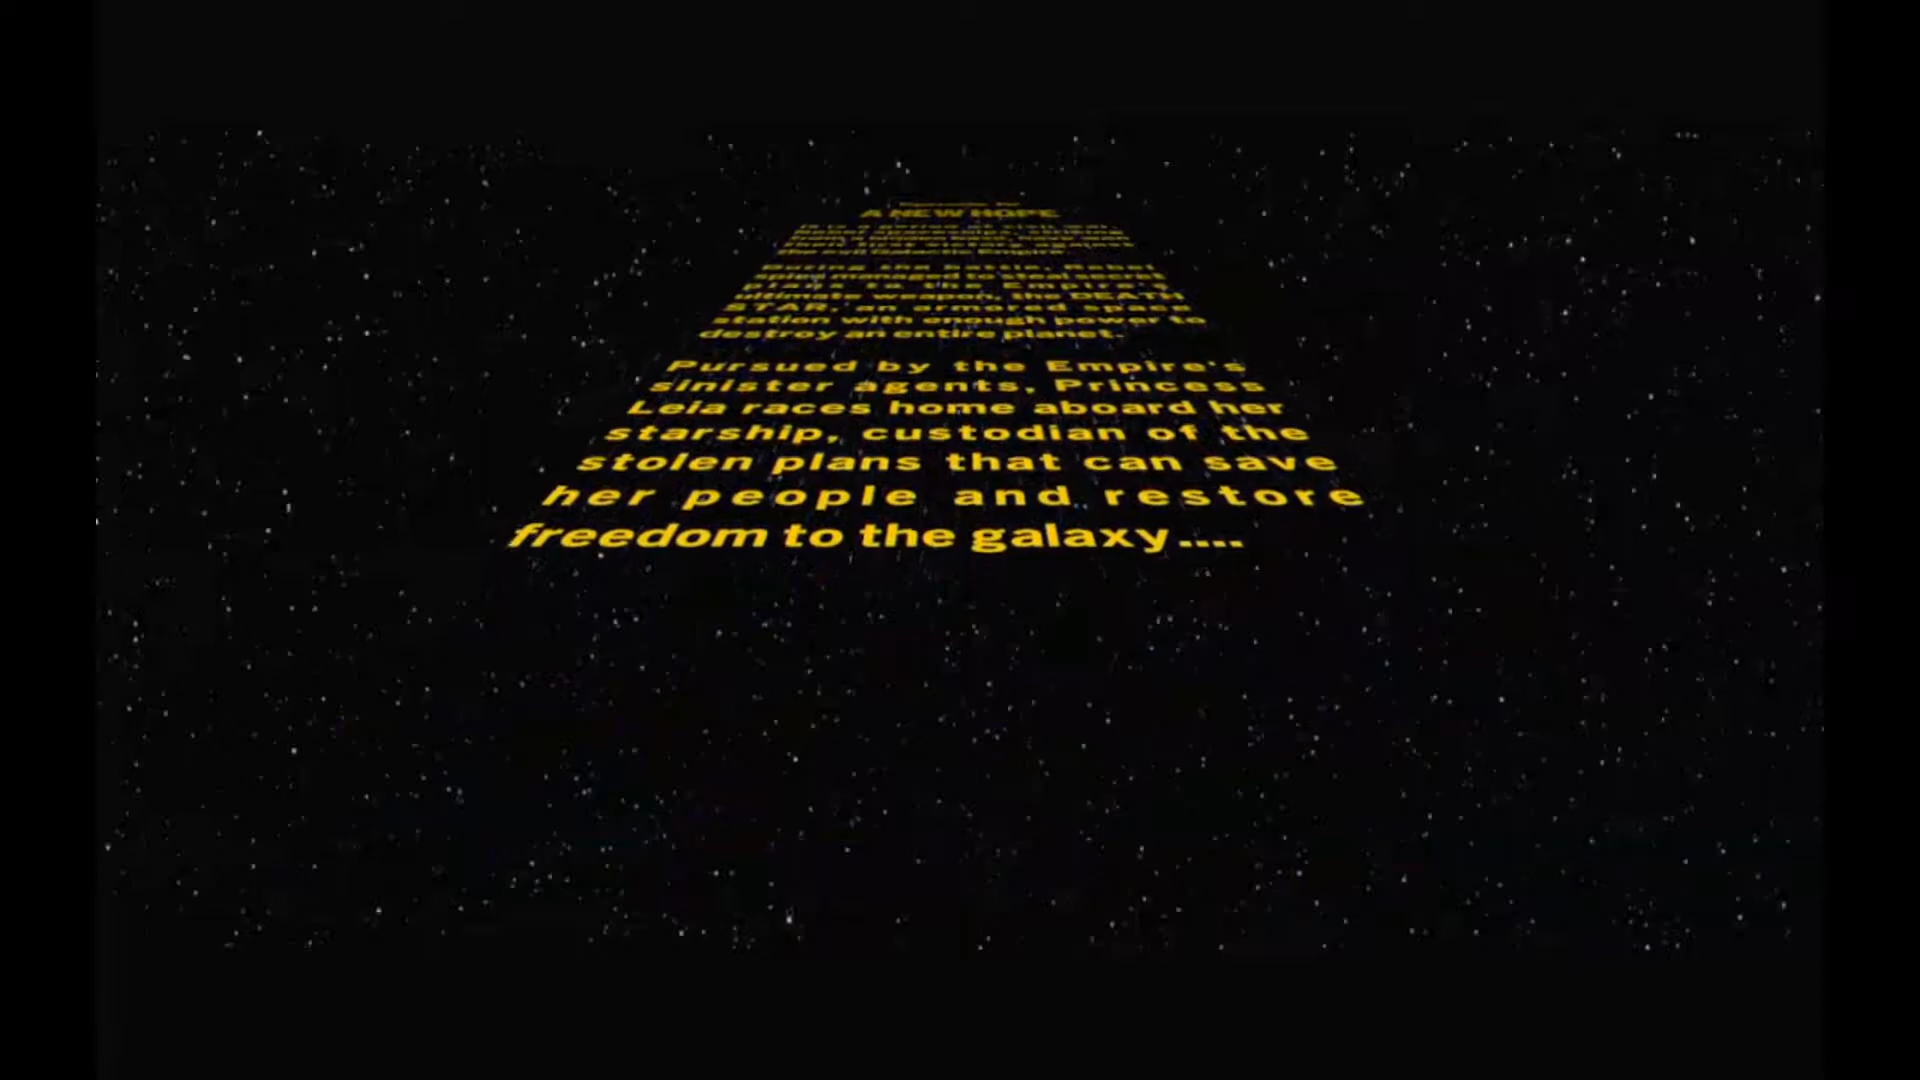 A NEW HOPE
During the battle, Rebel
spies managed to steal secret
plans to the Empire's
ultimate weapon, the DEATH
STAR, an armored space
station with enough power to
destroy an entire planet.
Pursued by the Empire's
sinister agents, Princess
Leia races home aboard her
starship, custodian of the
stolen plans that can save
her people and restore
freedom to the galaxy....